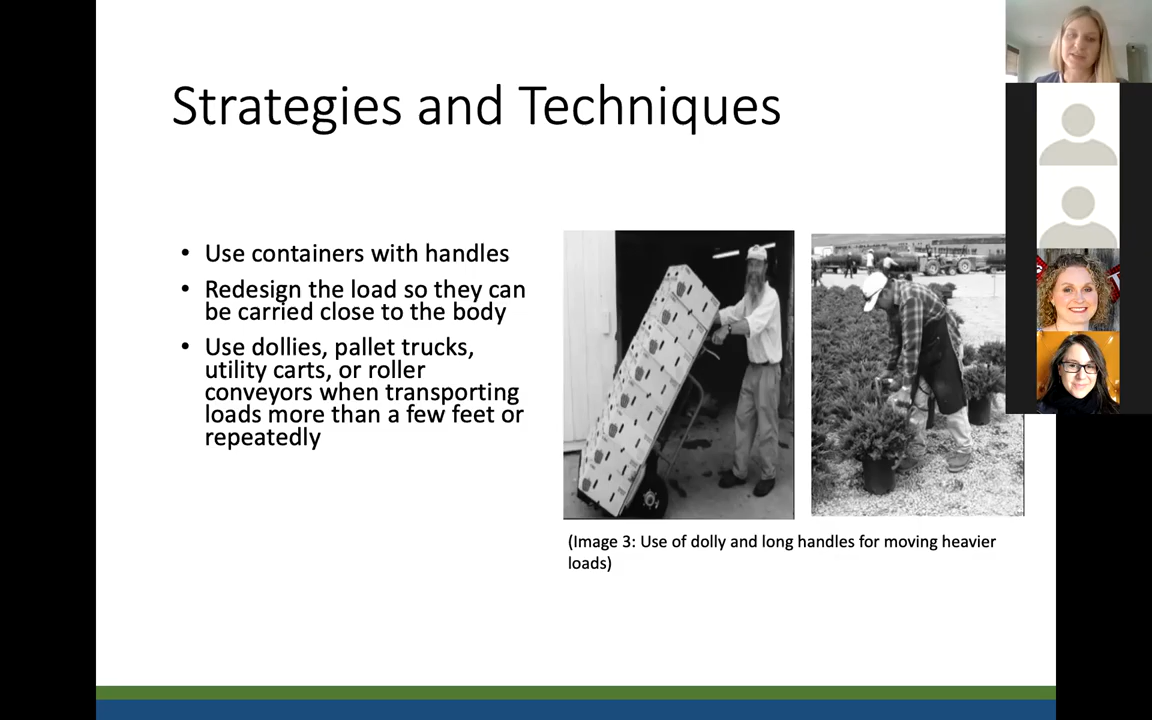 Strategies and Techniques
• Use containers with handles
• Redesign the load so they can
be carried close to the body
• Use dollies, pallet trucks,
utility carts, or roller
conveyors when transporting
loads more than a few feet or
repeatedly
(Image 3: Use of dolly and long handles for moving heavier
loads)